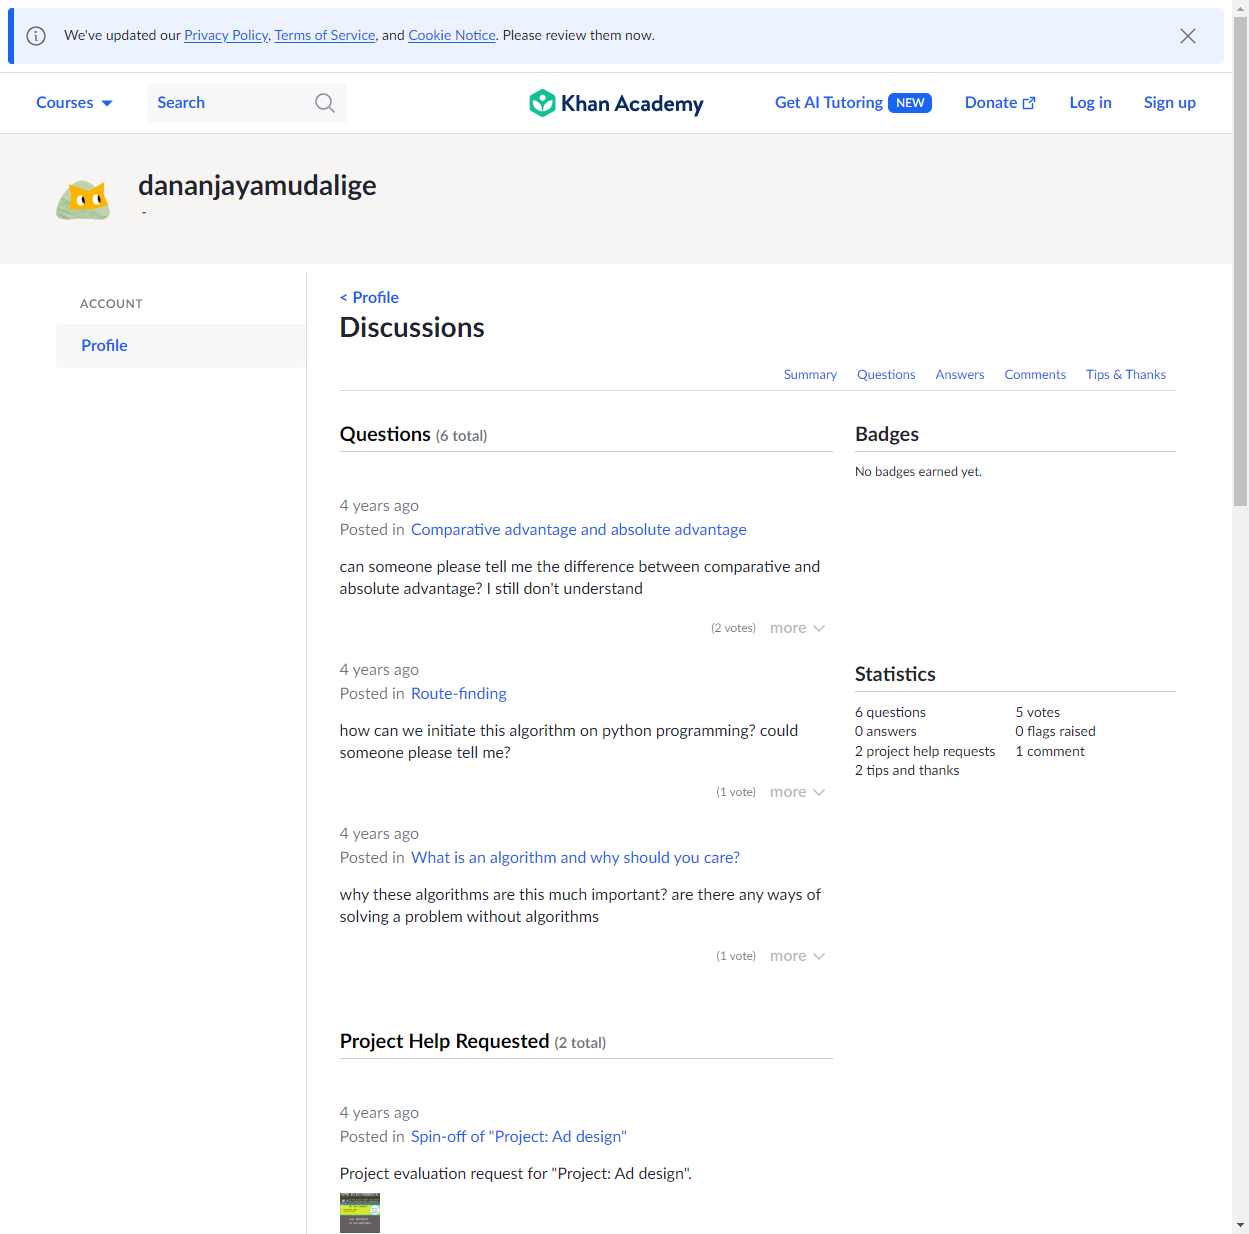 We've updated our Privacy Policy, Terms of Service, and Cookie Notice. Please review them now.
Courses
Search
Khan Academy
Get AI Tutoring NEW
Donate
Log in
Sign up
dananjayamudalige
-
ACCOUNT
Profile
< Profile
Discussions
Summary
Questions
Answers
Comments
Tips & Thanks
Questions (6 total)
4 years ago
Posted in Comparative advantage and absolute advantage
can someone please tell me the difference between comparative and
absolute advantage? I still don't understand
(2 votes) more
4 years ago
Posted in Route-finding
how can we initiate this algorithm on python programming? could
someone please tell me?
(1 vote) more
4 years ago
Posted in What is an algorithm and why should you care?
why these algorithms are this much important? are there any ways of
solving a problem without algorithms
(1 vote) more
Project Help Requested (2 total)
4 years ago
Posted in Spin-off of "Project: Ad design"
Project evaluation request for "Project: Ad design".
Badges
No badges earned yet.
Statistics
6 questions
0 answers
2 project help requests
2 tips and thanks
5 votes
0 flags raised
1 comment